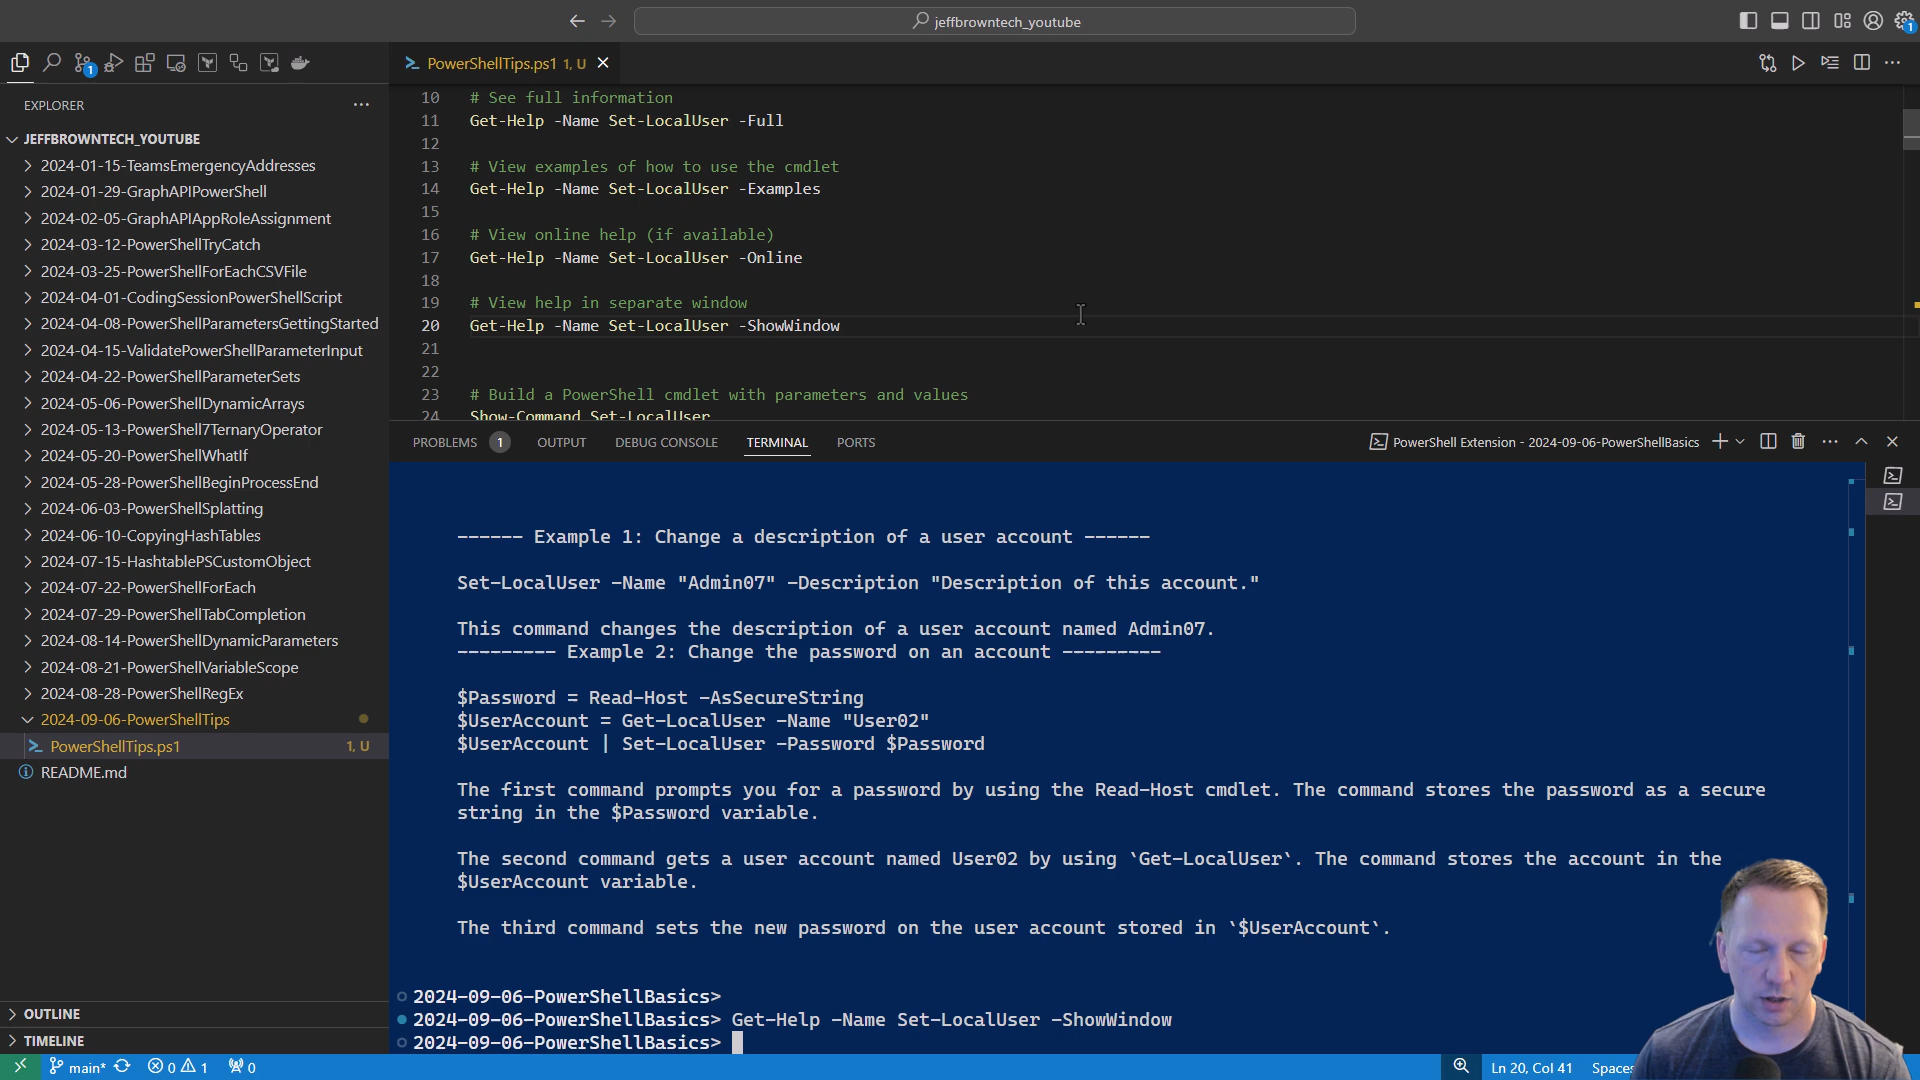 jeffbrowntech_youtube
1
1
EXPLORER
JEFFBROWNTECH_YOUTUBE
2024-01-15-TeamsEmergencyAddresses
2024-01-29-GraphAPIPowerShell
2024-02-05-GraphAPIAppRoleAssignment
2024-03-12-PowerShellTryCatch
2024-03-25-PowerShellForEachCSVFile
2024-04-01-CodingSessionPowerShellScript
2024-04-08-PowerShellParametersGettingStarted
2024-04-15-ValidatePowerShellParameterInput
2024-04-22-PowerShellParameterSets
2024-05-06-PowerShellDynamicArrays
2024-05-13-PowerShell7TernaryOperator
2024-05-20-PowerShellWhatIf
2024-05-28-PowerShellBeginProcessEnd
2024-06-03-PowerShellSplatting
2024-06-10-CopyingHashTables
2024-07-15-HashtablePSCustomObject
2024-07-22-PowerShellForEach
2024-07-29-PowerShellTabCompletion
2024-08-14-PowerShellDynamicParameters
2024-08-21-PowerShellVariableScope
2024-08-28-PowerShellRegEx
2024-09-06-PowerShellTips
PowerShellTips.ps1 1, U
README.md
OUTLINE
TIMELINE
PowerShellTips.ps1 1, U
10 # See full information
11 Get-Help -Name Set-LocalUser -Full
12
13 # View examples of how to use the cmdlet
14 Get-Help -Name Set-LocalUser -Examples
15
16 # View online help (if available)
17 Get-Help -Name Set-LocalUser -Online
18
19 # View help in separate window
20 Get-Help -Name Set-LocalUser -ShowWindow
21
22
23 # Build a PowerShell cmdlet with parameters and values
24 Show-Command Set-LocalUser
PROBLEMS 1 OUTPUT DEBUG CONSOLE TERMINAL PORTS PowerShell Extension - 2024-09-06-PowerShellBasics
------ Example 1: Change a description of a user account ------
Set-LocalUser -Name "Admin07" -Description "Description of this account."
This command changes the description of a user account named Admin07.
--------- Example 2: Change the password on an account ---------
$Password = Read-Host -AsSecureString
$UserAccount = Get-LocalUser -Name "User02"
$UserAccount | Set-LocalUser -Password $Password
The first command prompts you for a password by using the Read-Host cmdlet. The command stores the password as a secure
string in the $Password variable.
The second command gets a user account named User02 by using `Get-LocalUser`. The command stores the account in the
$UserAccount variable.
The third command sets the new password on the user account stored in `$UserAccount`.
2024-09-06-PowerShellBasics>
2024-09-06-PowerShellBasics> Get-Help -Name Set-LocalUser -ShowWindow
2024-09-06-PowerShellBasics>
main* 0 1 0 Ln 20, Col 41 Spaces